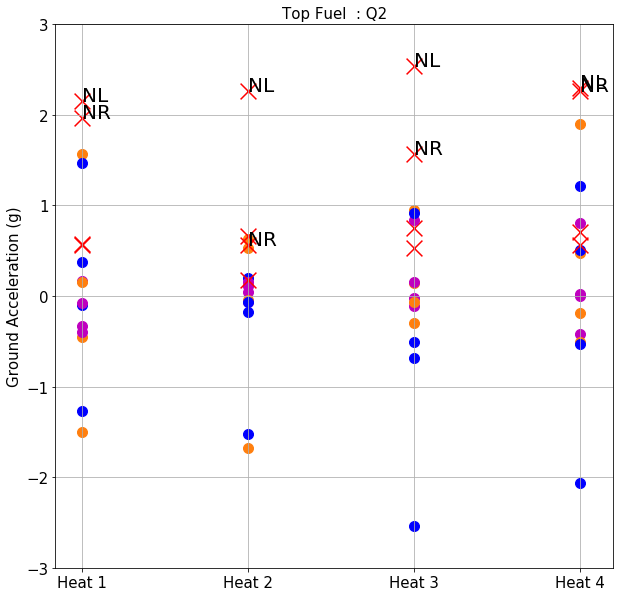 Top Fuel : Q2
Ground Acceleration (g)
3
2
1
0
−1
−2
−3
NL
NR
NL
NR
NL
NR
NL
NR
Heat 1 Heat 2 Heat 3 Heat 4